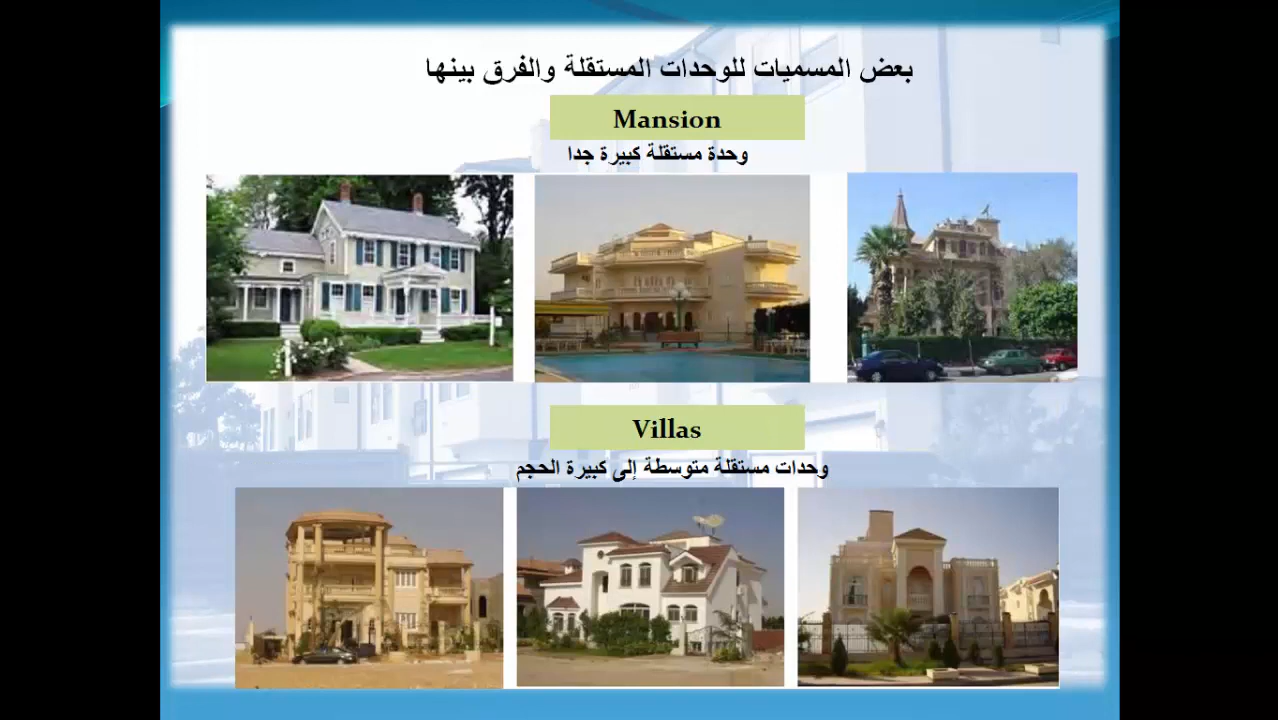 بعض المسميات للوحدات المستقلة والفرق بينها
Mansion
وحدة مستقلة كبيرة جدا
Villas
وحدات مستقلة متوسطة إلى كبيرة الحجم